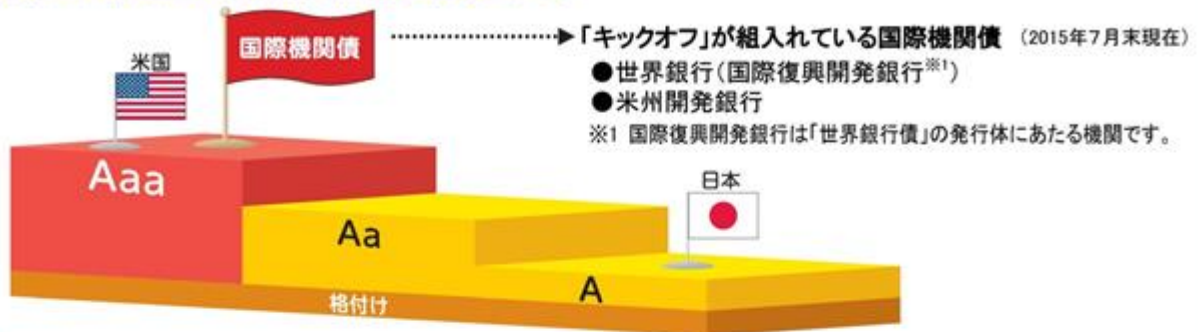 国際機関債
「キックオフ」が組入れている国際機関債 (2015年7月末現在)
●世界銀行(国際復興開発銀行※1)
●米州開発銀行
※1 国際復興開発銀行は「世界銀行債」の発行体にあたる機関です。
米国
Aaa
日本
Aa
A
格付け